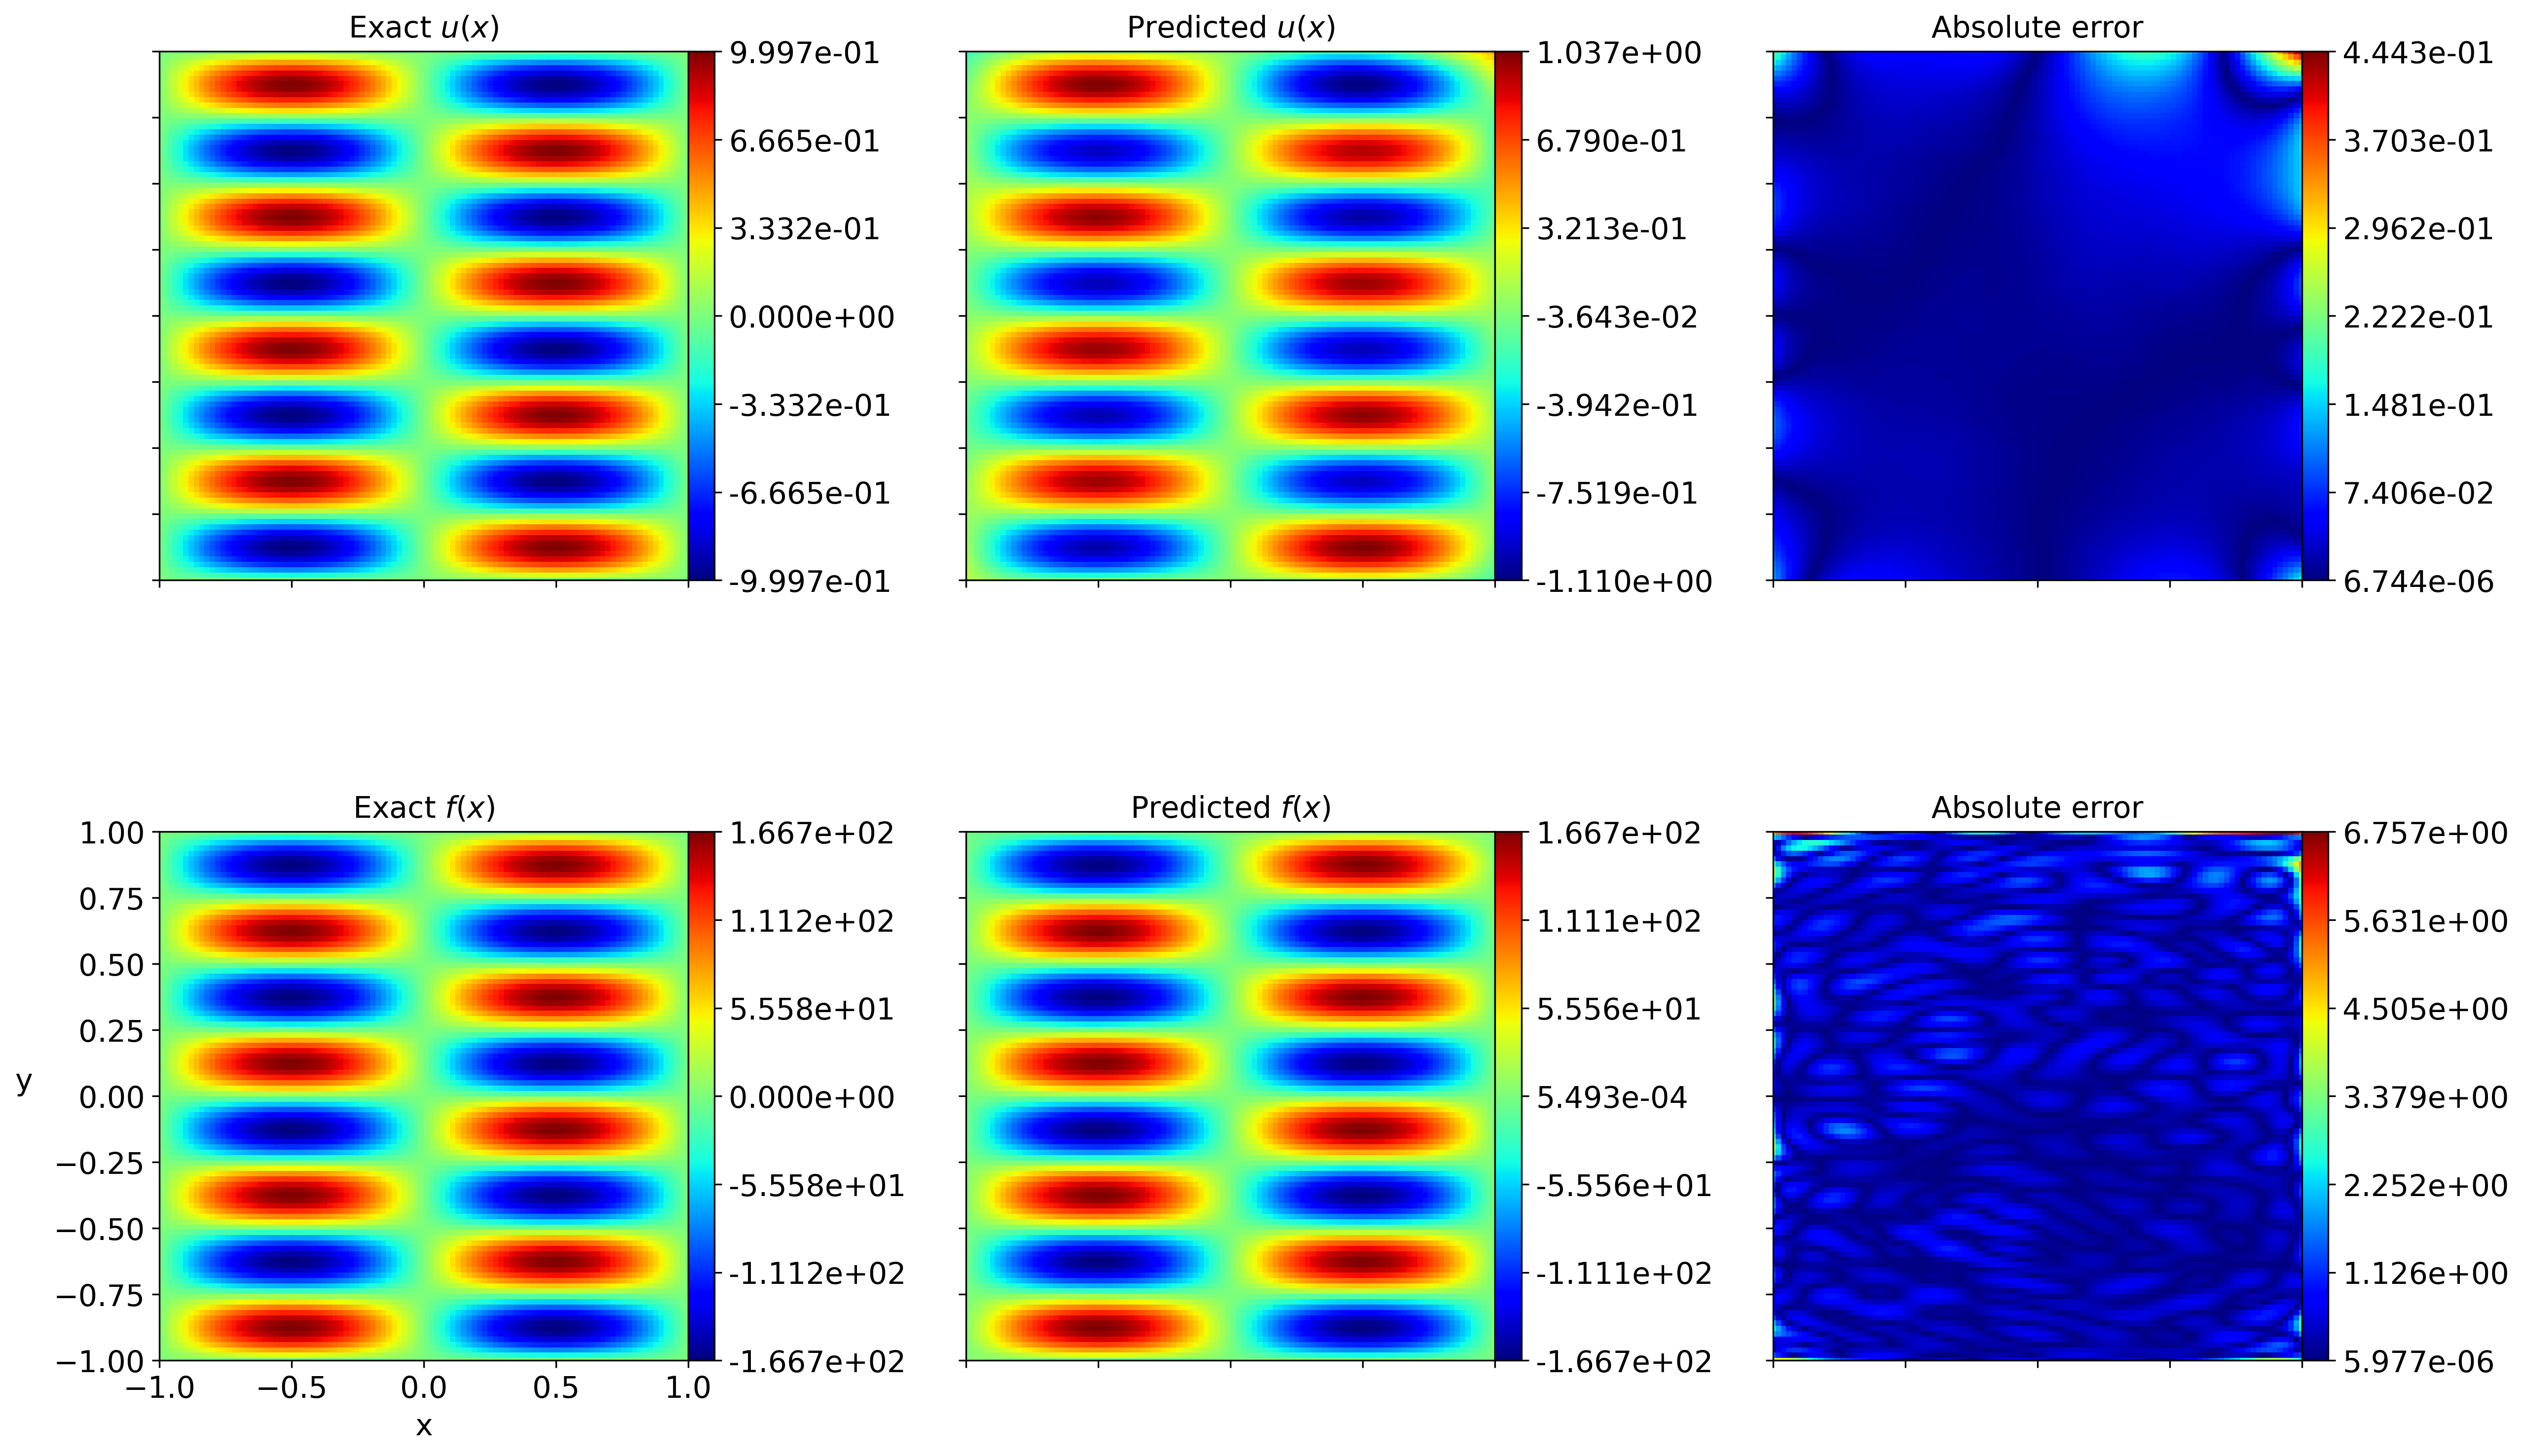 Exact u(x)
9.997e-01
6.665e-01
3.332e-01
0.000e+00
-3.332e-01
-6.665e-01
-9.997e-01
Predicted u(x)
1.037e+00
6.790e-01
3.213e-01
-3.643e-02
-3.942e-01
-7.519e-01
-1.110e+00
Absolute error
4.443e-01
3.703e-01
2.962e-01
2.222e-01
1.481e-01
7.406e-02
6.744e-06
Exact f(x)
y
1.00
0.75
0.50
0.25
0.00
−0.25
−0.50
−0.75
−1.00
−1.0 −0.5 0.0 0.5 1.0
x
1.667e+02
1.112e+02
5.558e+01
0.000e+00
-5.558e+01
-1.112e+02
-1.667e+02
Predicted f(x)
1.667e+02
1.111e+02
5.556e+01
5.493e-04
-5.556e+01
-1.111e+02
-1.667e+02
Absolute error
6.757e+00
5.631e+00
4.505e+00
3.379e+00
2.252e+00
1.126e+00
5.977e-06